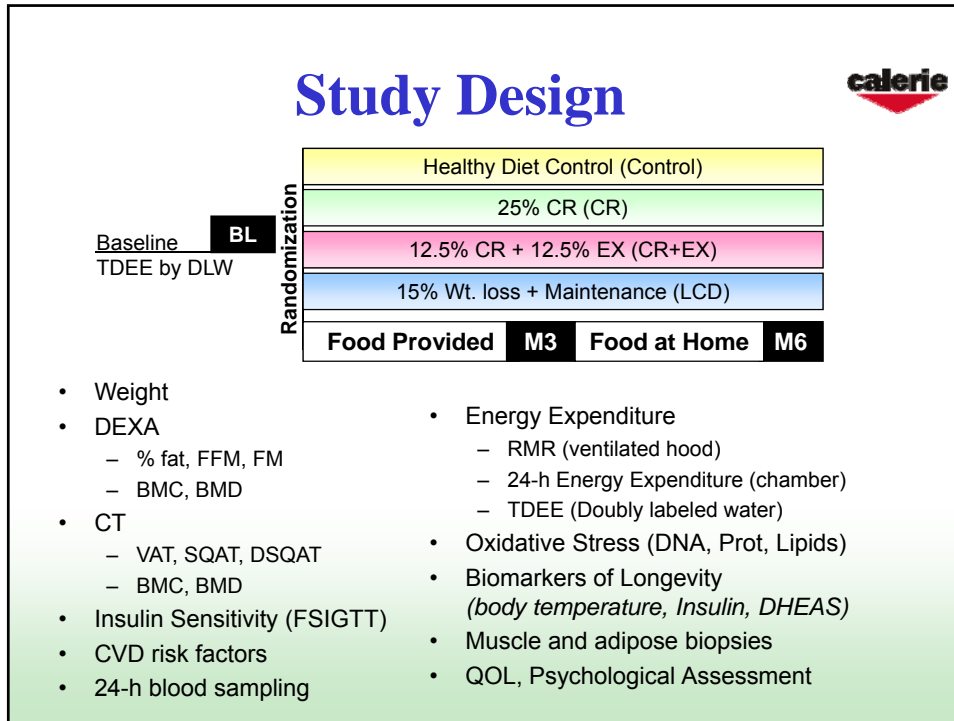 Study Design
calerie
Healthy Diet Control (Control)
25% CR (CR)
12.5% CR + 12.5% EX (CR+EX)
15% Wt. loss + Maintenance (LCD)
Randomization
BL
Baseline
TDEE by DLW
Food Provided M3 Food at Home M6
• Weight
• DEXA
– % fat, FFM, FM
– BMC, BMD
• CT
– VAT, SQAT, DSQAT
– BMC, BMD
• Insulin Sensitivity (FSIGTT)
• CVD risk factors
• 24-h blood sampling
• Energy Expenditure
– RMR (ventilated hood)
– 24-h Energy Expenditure (chamber)
– TDEE (Doubly labeled water)
• Oxidative Stress (DNA, Prot, Lipids)
• Biomarkers of Longevity
(body temperature, Insulin, DHEAS)
• Muscle and adipose biopsies
• QOL, Psychological Assessment